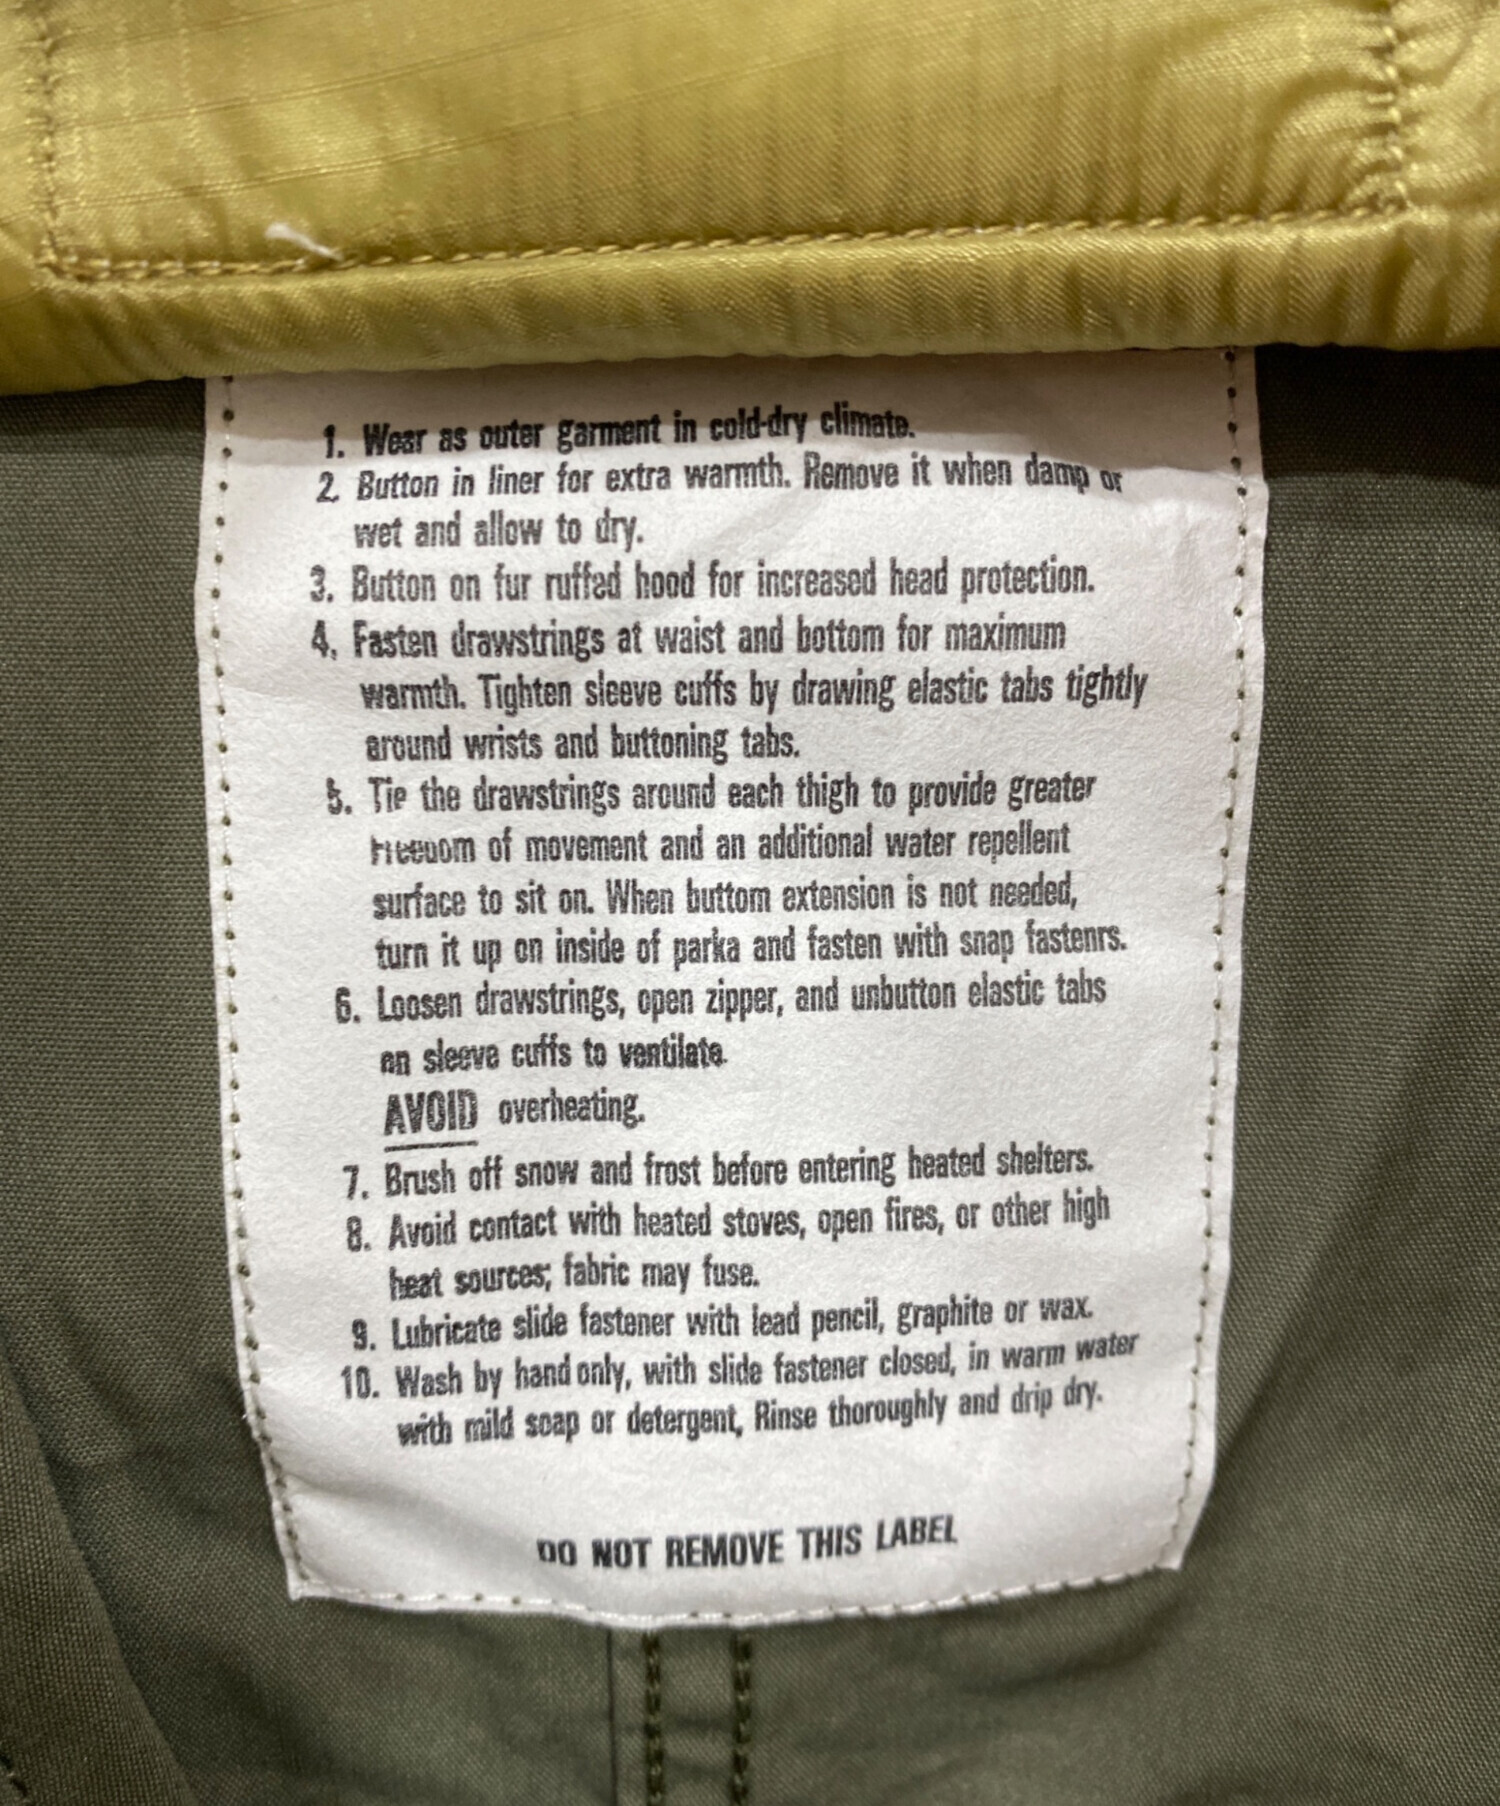 1. Wear as outer garment in cold-dry climate.
2. Button in liner for extra warmth. Remove it when damp or
wet and allow to dry.
3. Button on fur ruffed hood for increased head protection.
4. Fasten drawstrings at waist and bottom for maximum
warmth. Tighten sleeve cuffs by drawing elastic tabs tightly
around wrists and buttoning tabs.
5. Tie the drawstrings around each thigh to provide greater
freedom of movement and an additional water repellent
surface to sit on. When buttom extension is not needed,
turn it up on inside of parka and fasten with snap fastenrs.
6. Loosen drawstrings, open zipper, and unbutton elastic tabs
on sleeve cuffs to ventilate.
AVOID overheating.
7. Brush off snow and frost before entering heated shelters.
8. Avoid contact with heated stoves, open fires, or other high
heat sources; fabric may fuse.
9. Lubricate slide fastener with lead pencil, graphite or wax.
10. Wash by hand only, with slide fastener closed, in warm water
with mild soap or detergent, Rinse thoroughly and drip dry.
DO NOT REMOVE THIS LABEL